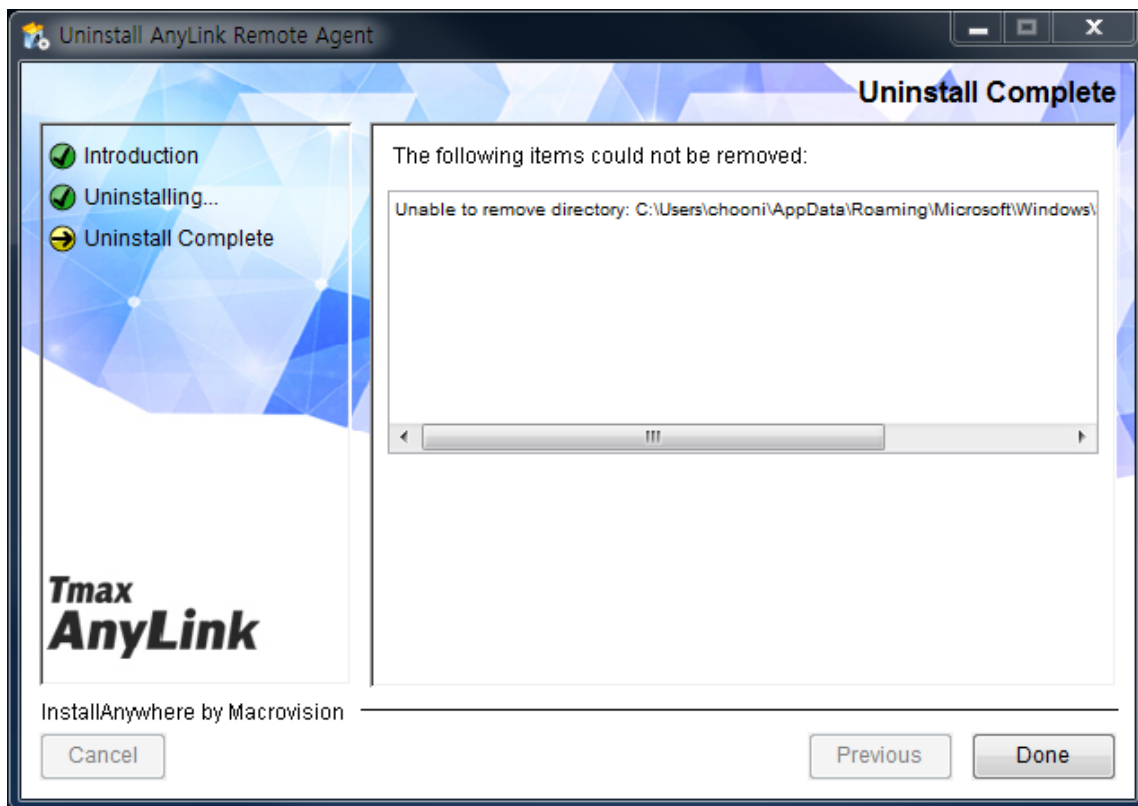 Uninstall AnyLink Remote Agent
Uninstall Complete
Introduction
Uninstalling...
Uninstall Complete
The following items could not be removed:
Unable to remove directory: C:\Users\chooni\AppData\Roaming\Microsoft\Windows\
Tmax
AnyLink
InstallAnywhere by Macrovision
Cancel
Previous
Done